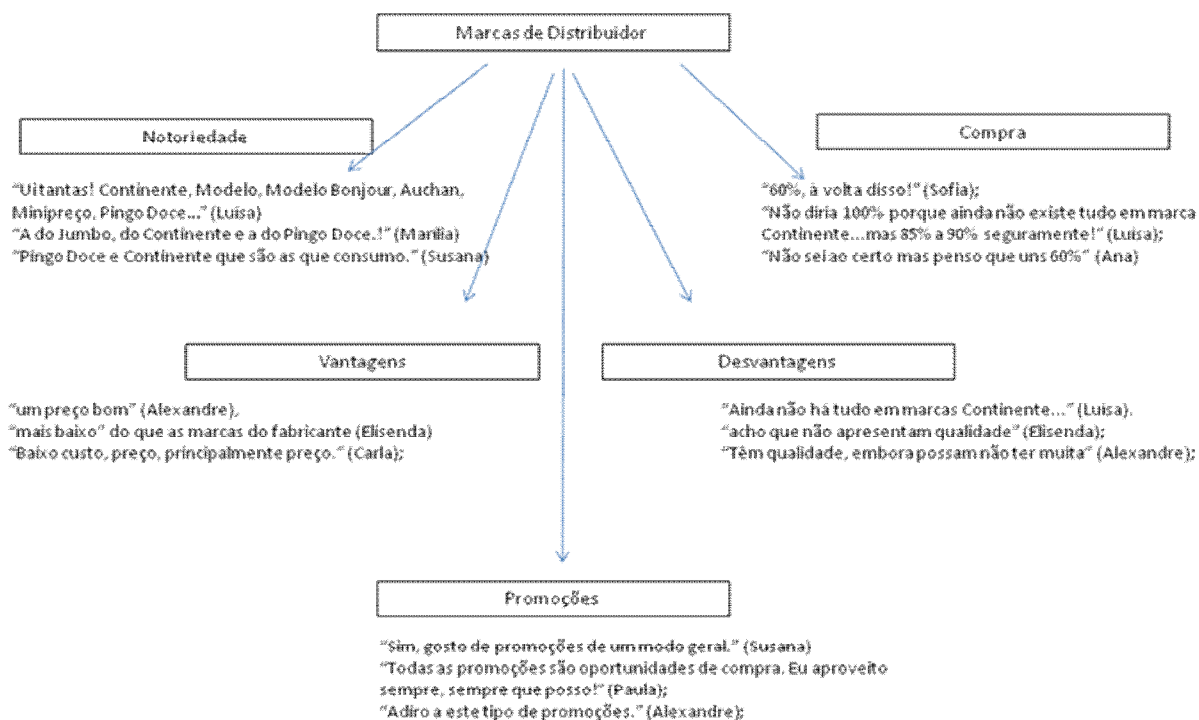 Marcas de Distribuidor
Notoriedade
"Ui tantas! Continente, Modelo, Modelo Bonjour, Auchan,
Minipreço, Pingo Doce..." (Luísa)
"A do Jumbo, do Continente e a do Pingo Doce.!" (Marília)
"Pingo Doce e Continente que são as que consumo." (Susana)
Compra
"60%, à volta disso!" (Sofia);
"Não diria 100% porque ainda não existe tudo em marca
Continente...mas 85% a 90% seguramente!" (Luísa);
"Não sei ao certo mas penso que uns 60%" (Ana)
Vantagens
"um preço bom" (Alexandre),
"mais baixo" do que as marcas do fabricante (Elisenda)
"Baixo custo, preço, principalmente preço." (Carla);
Desvantagens
"Ainda não há tudo em marcas Continente..." (Luísa).
"acho que não apresentam qualidade" (Elisenda);
"Têm qualidade, embora possam não ter muita" (Alexandre);
Promoções
"Sim, gosto de promoções de um modo geral." (Susana)
"Todas as promoções são oportunidades de compra. Eu aproveito
sempre, sempre que posso!" (Paula);
"Adiro a este tipo de promoções." (Alexandre);